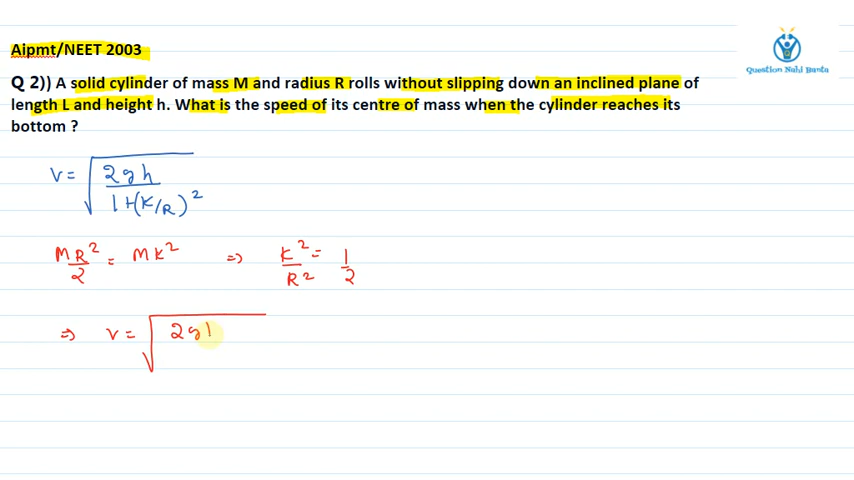 Aipmt/NEET 2003
Question Nahi Banta
Q 2)) A solid cylinder of mass M and radius R rolls without slipping down an inclined plane of
length L and height h. What is the speed of its centre of mass when the cylinder reaches its
bottom ?
v = √(2gh / 1+(K/R)²)
MR²/2 = MK² ⇒ K²/R² = 1/2
⇒ v = √2g